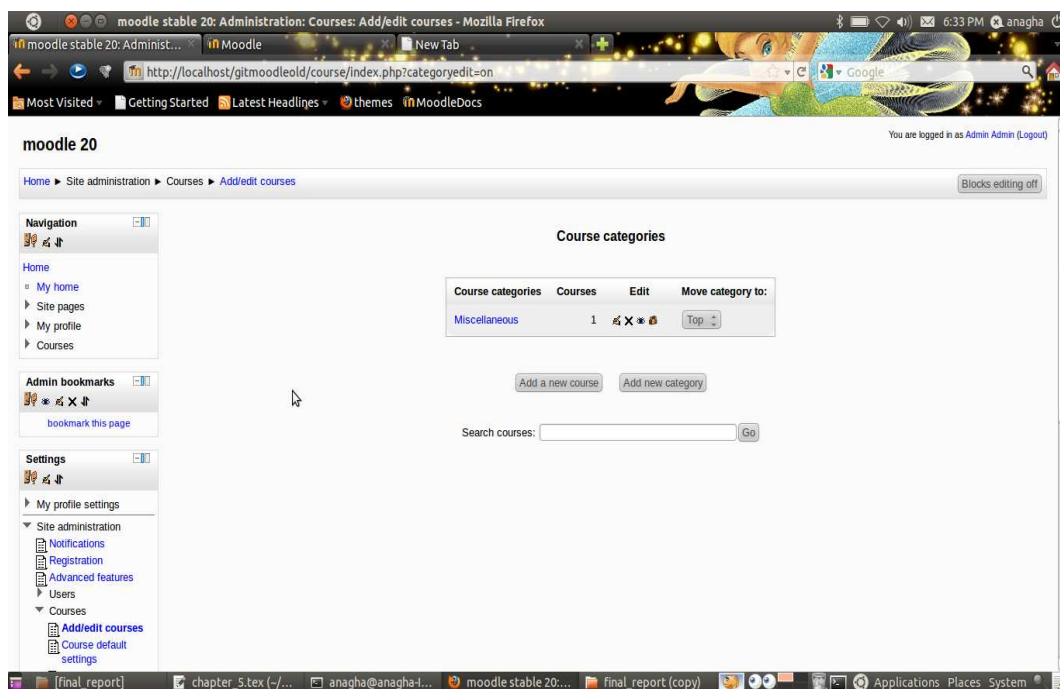 moodle stable 20: Administration: Courses: Add/edit courses - Mozilla Firefox
6:33 PM anagha
moodle stable 20: Administ... Moodle New Tab
http://localhost/gitmoodleold/course/index.php?categoryedit=on
Google
Most Visited Getting Started Latest Headlines themes MoodleDocs
moodle 20
You are logged in as Admin Admin (Logout)
Home ► Site administration ► Courses ► Add/edit courses
Blocks editing off
Navigation
Home
My home
Site pages
My profile
Courses
Admin bookmarks
bookmark this page
Settings
My profile settings
Site administration
Notifications
Registration
Advanced features
Users
Courses
Add/edit courses
Course default
settings
Course categories
Course categories Courses Edit Move category to:
Miscellaneous 1 Top
Add a new course Add new category
Search courses: Go
[final_report] chapter_5.tex (~/... anagha@anagha-l... moodle stable 20:... final_report (copy) Applications Places System